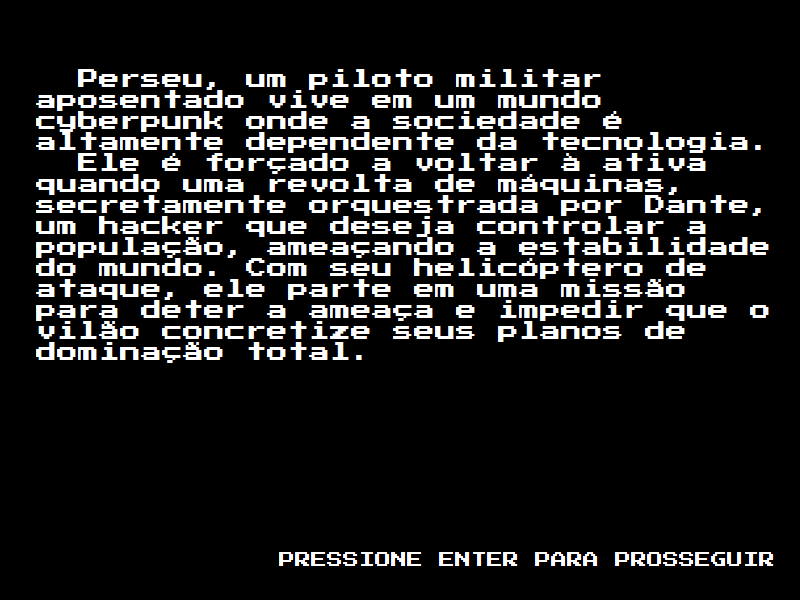 Perseu, um piloto militar
aposentado vive em um mundo
cyberpunk onde a sociedade é
altamente dependente da tecnologia.
Ele é forçado a voltar à ativa
quando uma revolta de máquinas,
secretamente orquestrada por Dante,
um hacker que deseja controlar a
população, ameaçando a estabilidade
do mundo. Com seu helicóptero de
ataque, ele parte em uma missão
para deter a ameaça e impedir que o
vilão concretize seus planos de
dominação total.
PRESSIONE ENTER PARA PROSSEGUIR